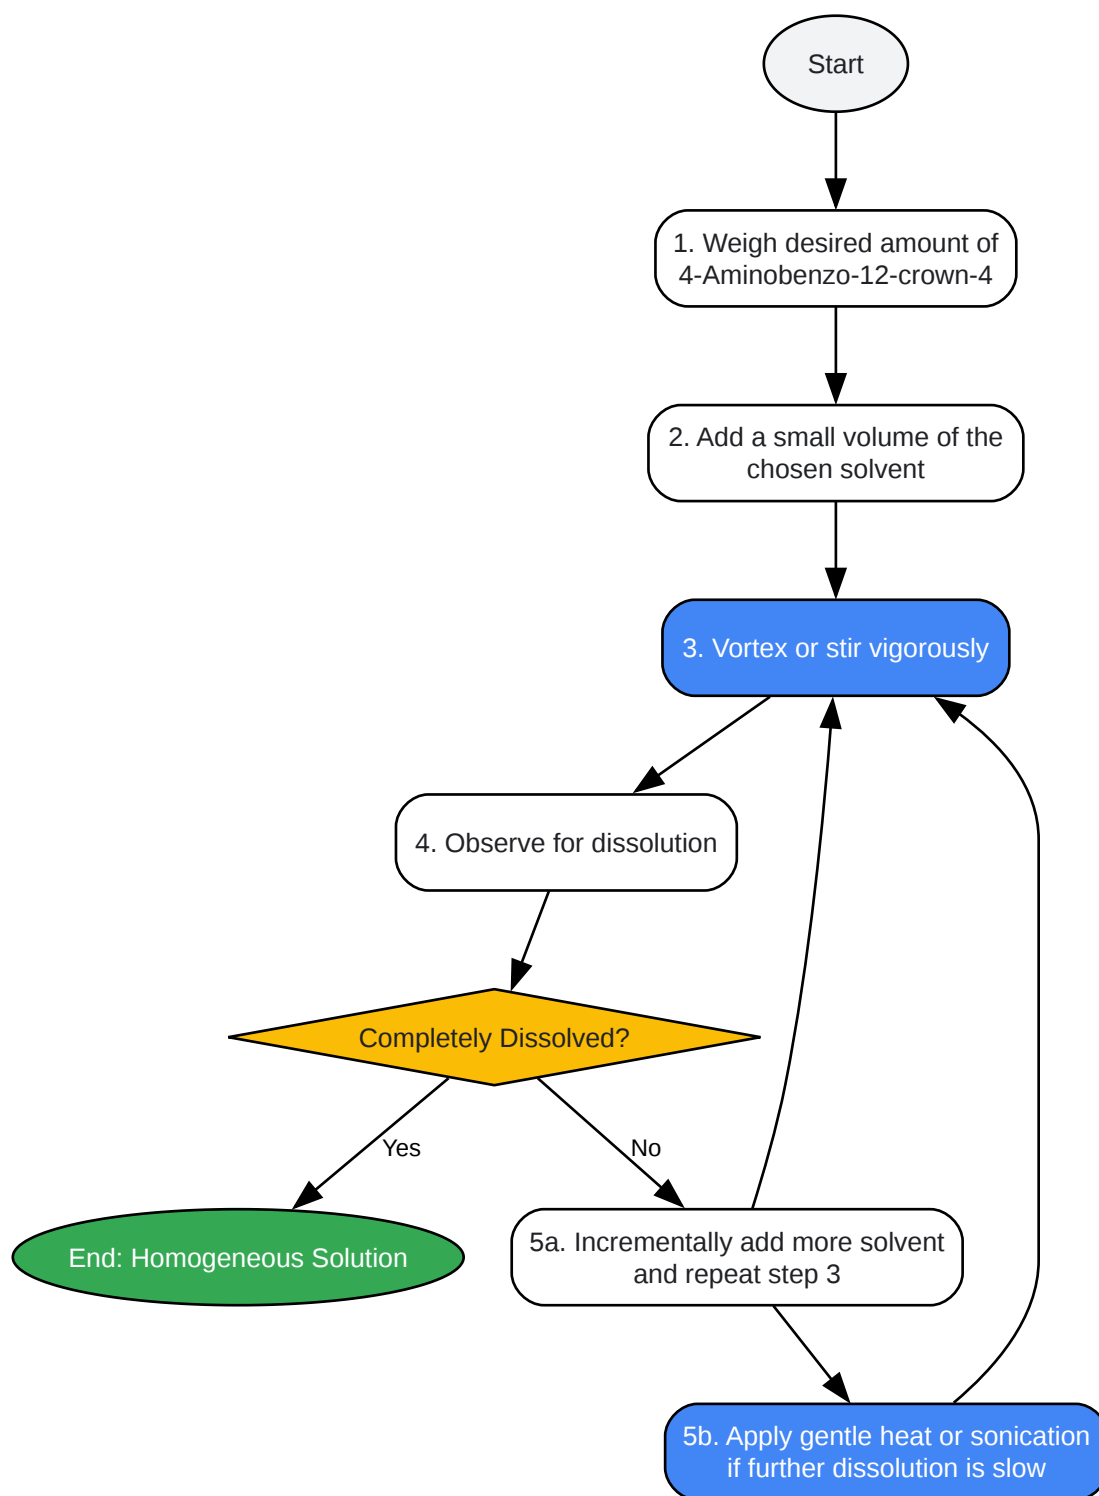 Start
1. Weigh desired amount of
4-Aminobenzo-12-crown-4
2. Add a small volume of the
chosen solvent
3. Vortex or stir vigorously
4. Observe for dissolution
Completely Dissolved?
Yes
No
End: Homogeneous Solution
5a. Incrementally add more solvent
and repeat step 3
5b. Apply gentle heat or sonication
if further dissolution is slow